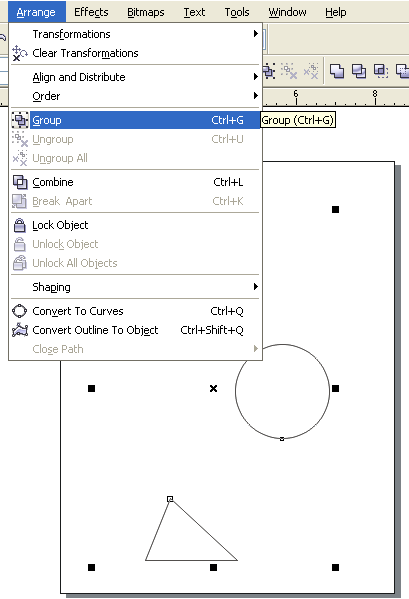 Arrange Effects Bitmaps Text Tools Window Help
Transformations
Clear Transformations
Align and Distribute
Order
Group Ctrl+G Group (Ctrl+G)
Ungroup Ctrl+U
Ungroup All
Combine Ctrl+L
Break Apart Ctrl+K
Lock Object
Unlock Object
Unlock All Objects
Shaping
Convert To Curves Ctrl+Q
Convert Outline To Object Ctrl+Shift+Q
Close Path
6 8